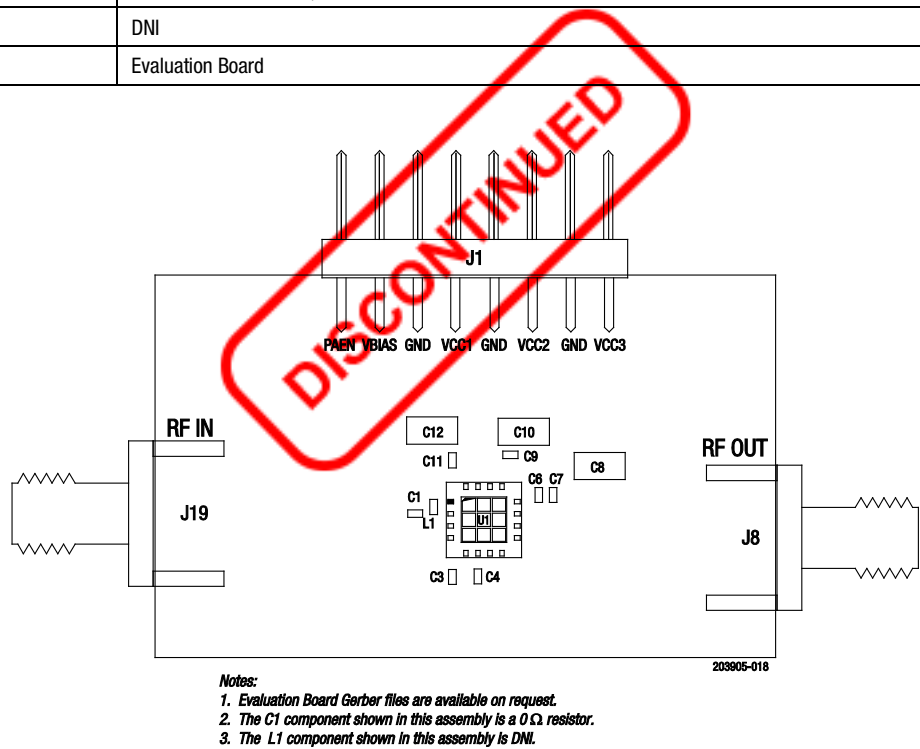 DNI
Evaluation Board
DISCONTINUED
J1
PAEN VBIAS GND VCC1 GND VCC2 GND VCC3
RF IN
C12
C10
RF OUT
C11
C9
C8
C6 C7
C1
L1
U1
J19
J8
C3
C4
203905-018
Notes:
1. Evaluation Board Gerber files are available on request.
2. The C1 component shown in this assembly is a 0 Ω resistor.
3. The L1 component shown in this assembly is DNI.